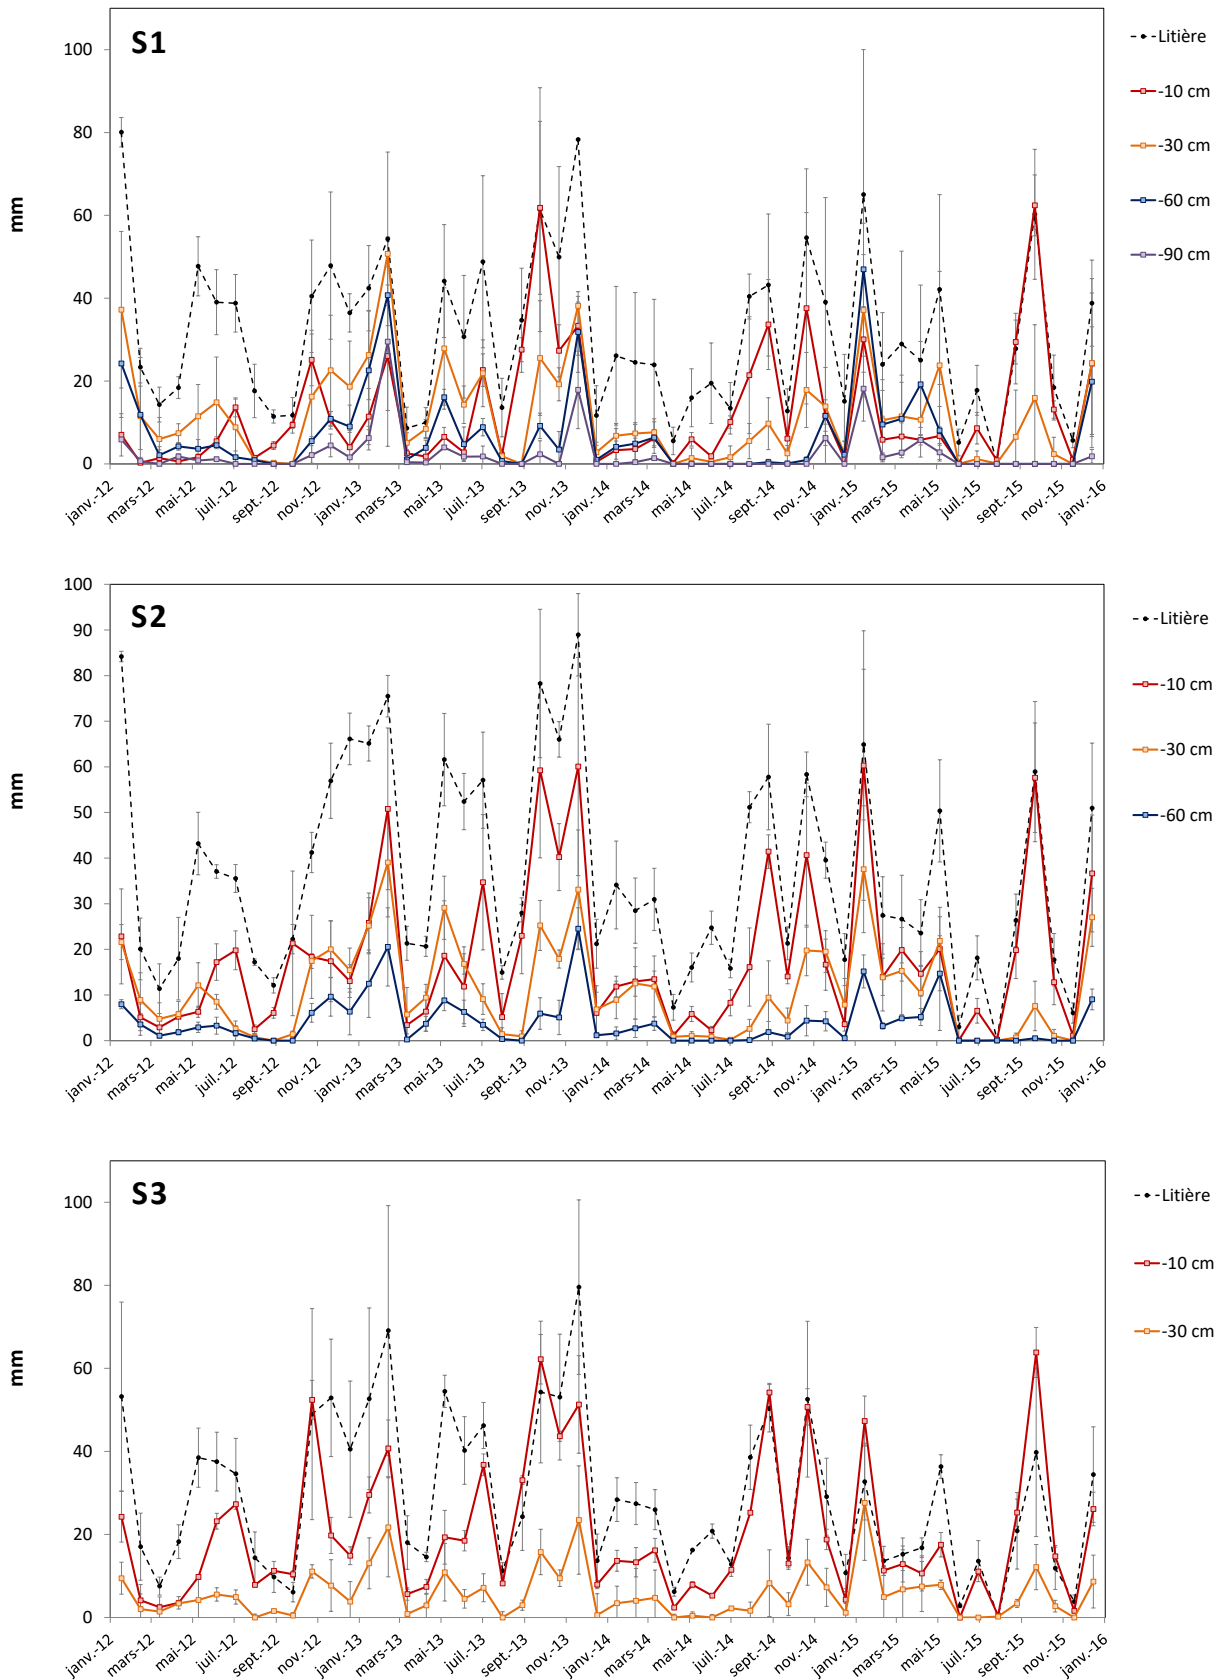 S1
mm
100
80
60
40
20
0
janv.-12
mars-12
mai-12
juil.-12
sept.-12
nov.-12
janv.-13
mars-13
mai-13
juil.-13
sept.-13
nov.-13
janv.-14
mars-14
mai-14
juil.-14
sept.-14
nov.-14
janv.-15
mars-15
mai-15
juil.-15
sept.-15
nov.-15
janv.-16
Litière
-10 cm
-30 cm
-60 cm
-90 cm
S2
mm
100
90
80
70
60
50
40
30
20
10
0
janv.-12
mars-12
mai-12
juil.-12
sept.-12
nov.-12
janv.-13
mars-13
mai-13
juil.-13
sept.-13
nov.-13
janv.-14
mars-14
mai-14
juil.-14
sept.-14
nov.-14
janv.-15
mars-15
mai-15
juil.-15
sept.-15
nov.-15
janv.-16
Litière
-10 cm
-30 cm
-60 cm
S3
mm
100
80
60
40
20
0
janv.-12
mars-12
mai-12
juil.-12
sept.-12
nov.-12
janv.-13
mars-13
mai-13
juil.-13
sept.-13
nov.-13
janv.-14
mars-14
mai-14
juil.-14
sept.-14
nov.-14
janv.-15
mars-15
mai-15
juil.-15
sept.-15
nov.-15
janv.-16
Litière
-10 cm
-30 cm